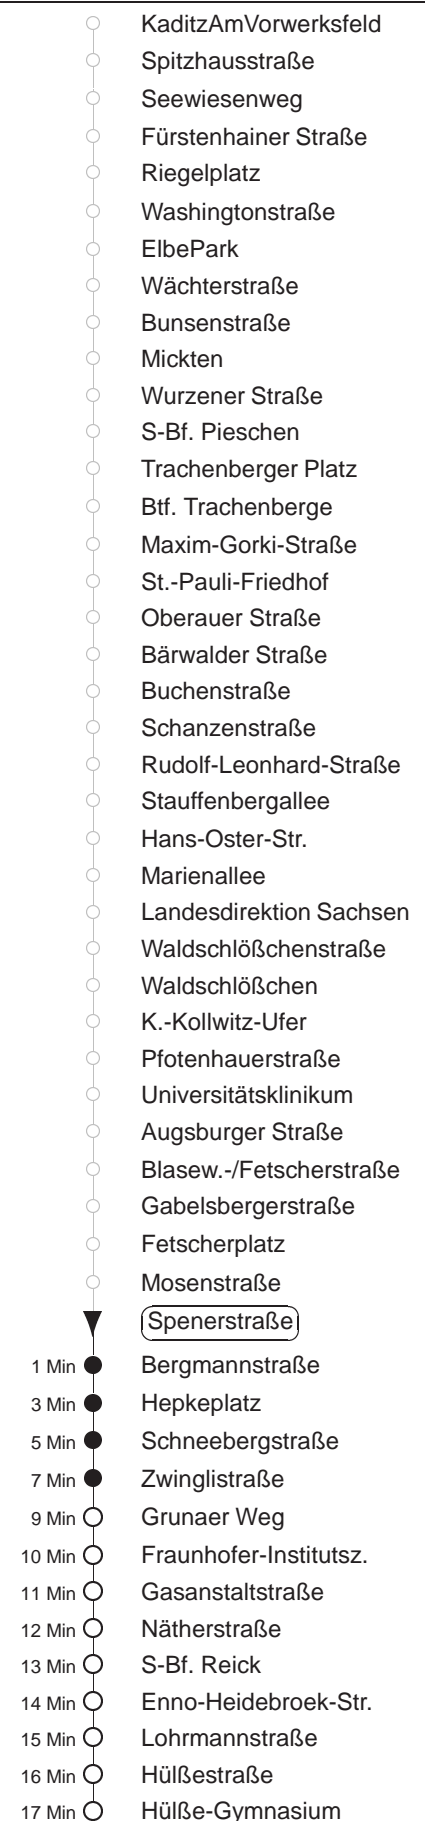 KaditzAmVorwerksfeld
Spitzhausstraße
Seewiesenweg
Fürstenhainer Straße
Riegelplatz
Washingtonstraße
ElbePark
Wächterstraße
Bunsenstraße
Mickten
Wurzener Straße
S-Bf. Pieschen
Trachenberger Platz
Btf. Trachenberge
Maxim-Gorki-Straße
St.-Pauli-Friedhof
Oberauer Straße
Bärwalder Straße
Buchenstraße
Schanzenstraße
Rudolf-Leonhard-Straße
Stauffenbergallee
Hans-Oster-Str.
Marienallee
Landesdirektion Sachsen
Waldschlößchenstraße
Waldschlößchen
K.-Kollwitz-Ufer
Pfotenhauerstraße
Universitätsklinikum
Augsburger Straße
Blasew.-/Fetscherstraße
Gabelsbergerstraße
Fetscherplatz
Mosenstraße
Spenerstraße
1 Min Bergmannstraße
3 Min Hepkeplatz
5 Min Schneebergstraße
7 Min Zwinglistraße
9 Min Grunaer Weg
10 Min Fraunhofer-Institutsz.
11 Min Gasanstaltstraße
12 Min Nätherstraße
13 Min S-Bf. Reick
14 Min Enno-Heidebroek-Str.
15 Min Lohrmannstraße
16 Min Hülßestraße
17 Min Hülße-Gymnasium